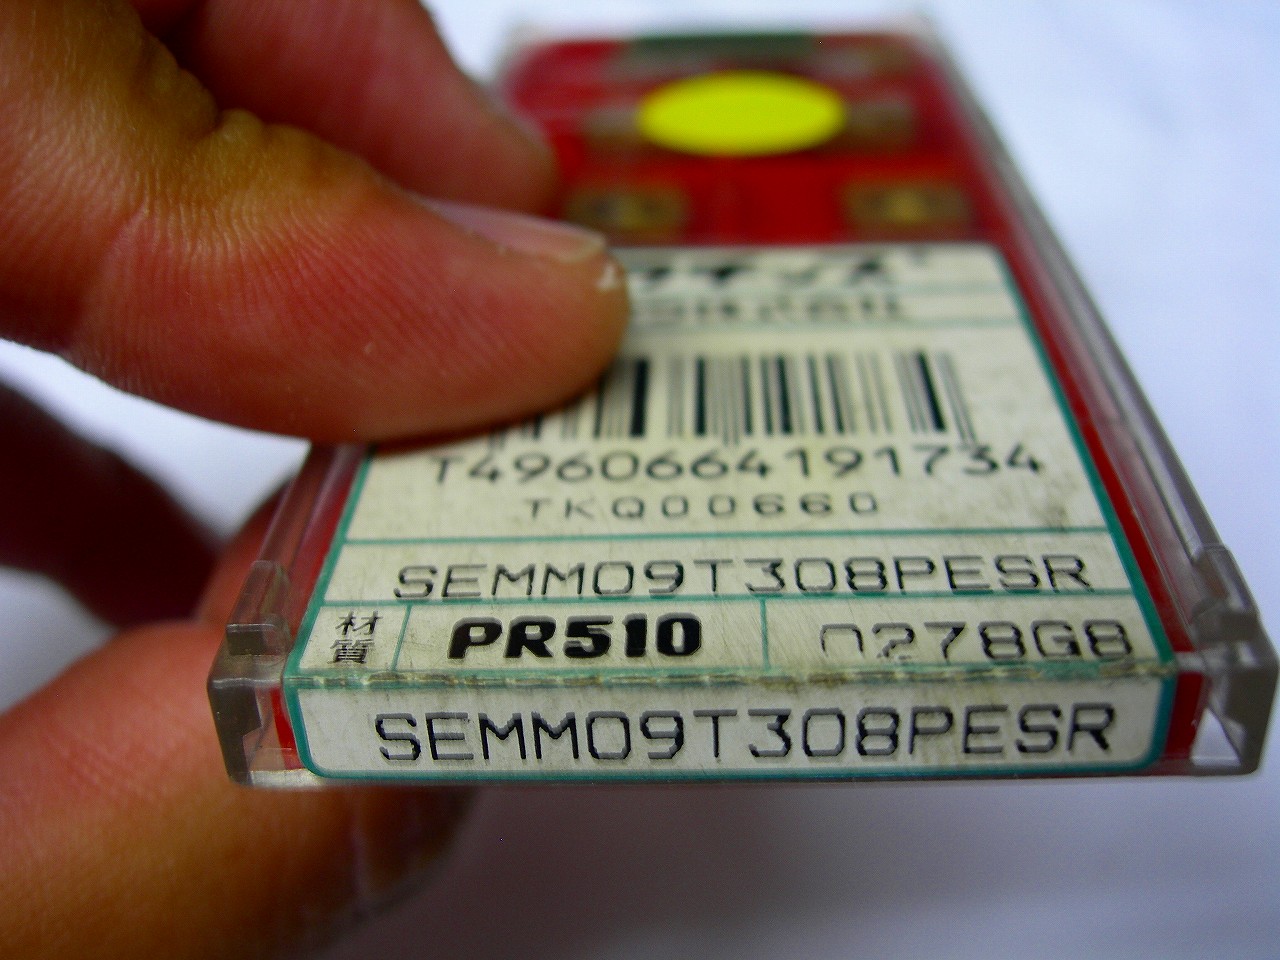 T4960664191734
TKQ00660
SEMM09T308PESR
材質 PR510 0278G8
SEMM09T308PESR